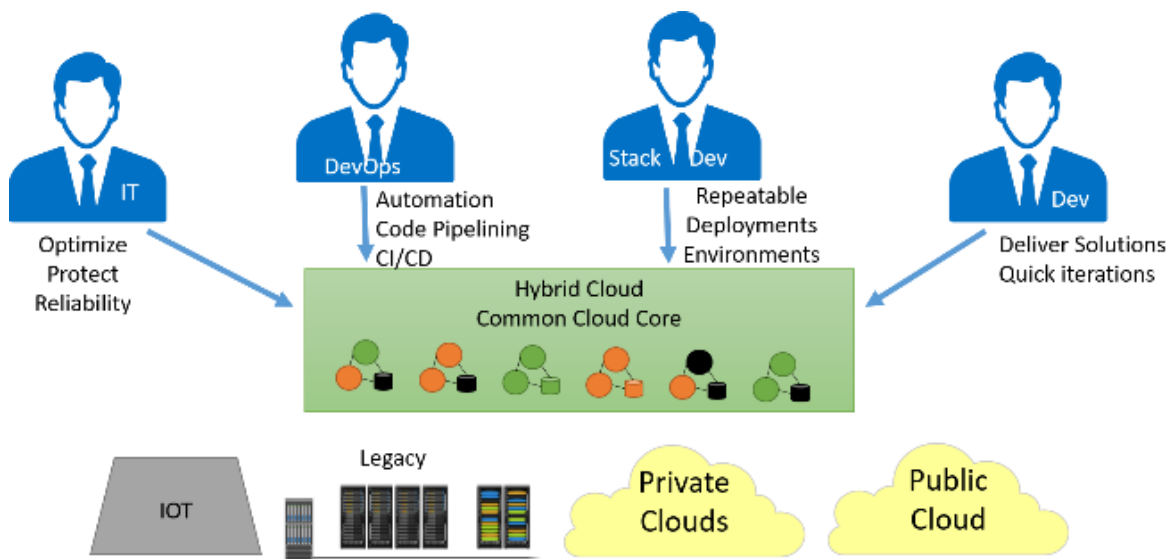 IT
DevOps
Stack Dev
Dev
Optimize
Protect
Reliability
Automation
Code Pipelining
CI/CD
Repeatable
Deployments
Environments
Deliver Solutions
Quick iterations
Hybrid Cloud
Common Cloud Core
IOT
Legacy
Private
Clouds
Public
Cloud